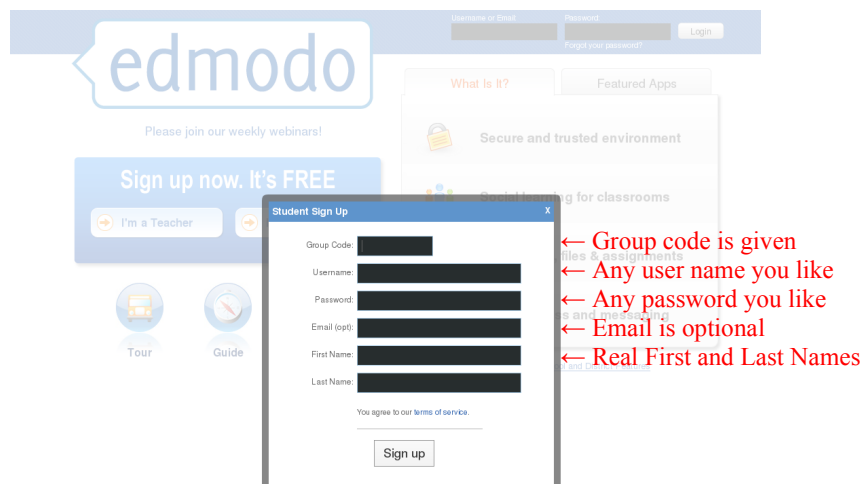 Username or Email:
Password:
Login
Forgot your password?
edmodo
What Is It?
Featured Apps
Please join our weekly webinars!
Secure and trusted environment
Sign up now. It's FREE
Social learning for classrooms
I'm a Teacher
Student Sign Up
X
Group Code:
← Group code is given
files & assignments
Username:
← Any user name you like
Password:
← Any password you like
and messaging
Email (opt):
← Email is optional
First Name:
← Real First and Last Names
Tour
Guide
Last Name:
You agree to our terms of service.
Sign up